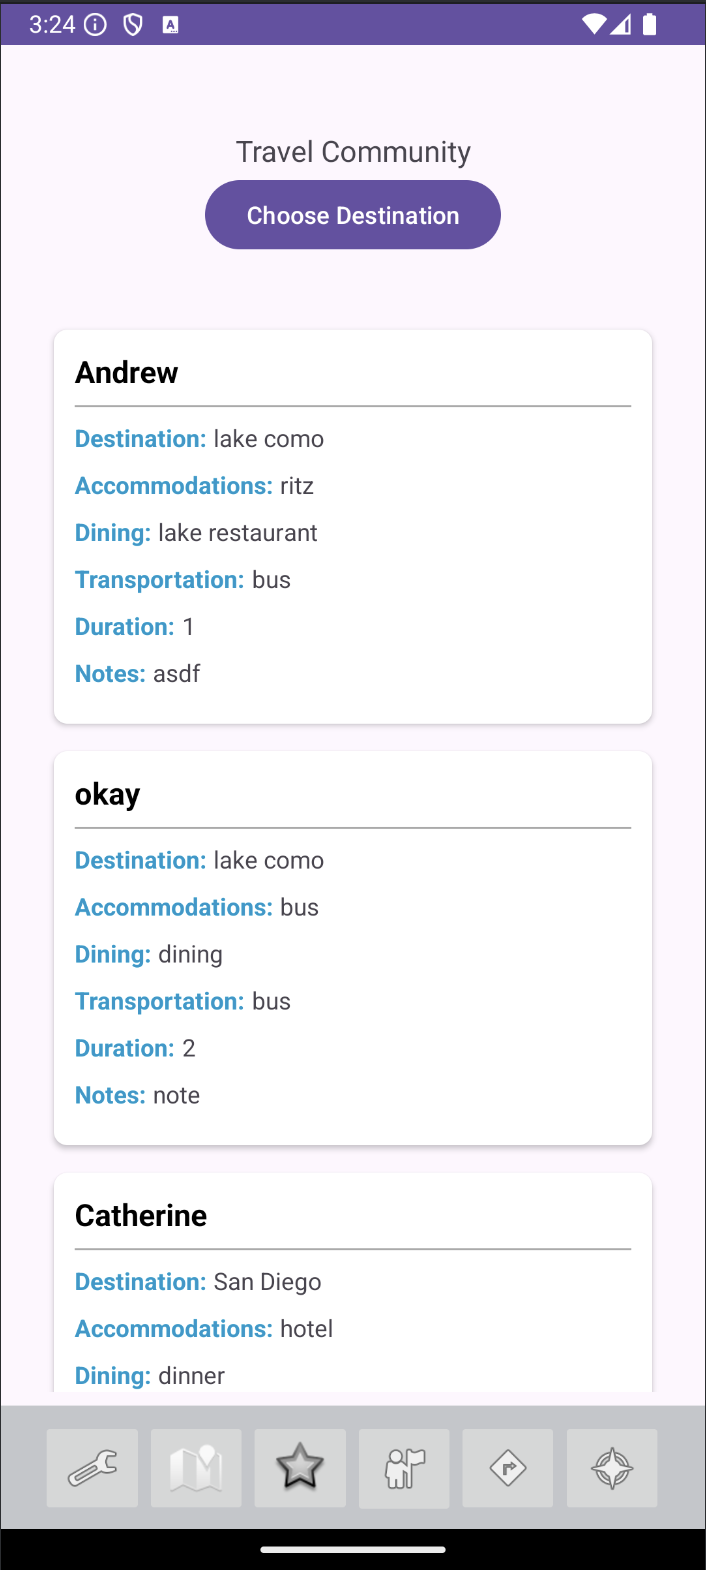 3:24
Travel Community
Choose Destination
Andrew
Destination: lake como
Accommodations: ritz
Dining: lake restaurant
Transportation: bus
Duration: 1
Notes: asdf
okay
Destination: lake como
Accommodations: bus
Dining: dining
Transportation: bus
Duration: 2
Notes: note
Catherine
Destination: San Diego
Accommodations: hotel
Dining: dinner